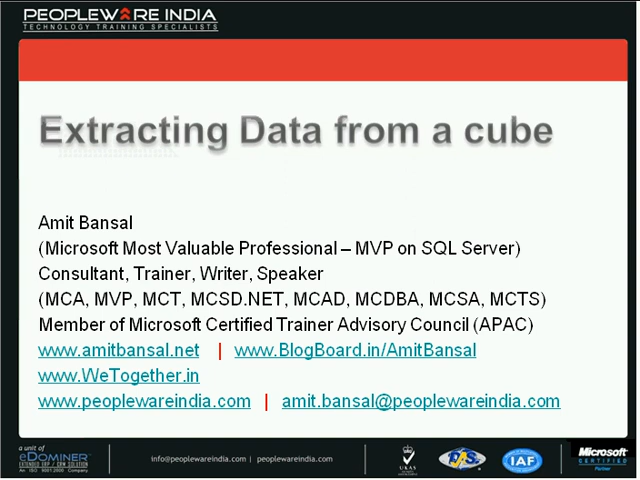 PEOPLEWARE INDIA
TECHNOLOGY TRAINING SPECIALISTS
Extracting Data from a cube
Amit Bansal
(Microsoft Most Valuable Professional – MVP on SQL Server)
Consultant, Trainer, Writer, Speaker
(MCA, MVP, MCT, MCSD.NET, MCAD, MCDBA, MCSA, MCTS)
Member of Microsoft Certified Trainer Advisory Council (APAC)
www.amitbansal.net | www.BlogBoard.in/AmitBansal
www.WeTogether.in
www.peoplewareindia.com | amit.bansal@peoplewareindia.com
a unit of
eDOMINER
EXTENDED ERP / CRM SOLUTION
An ISO 9001:2000 Company
info@peoplewareindia.com | peoplewareindia.com
UKAS
IAF
Microsoft
CERTIFIED
Partner